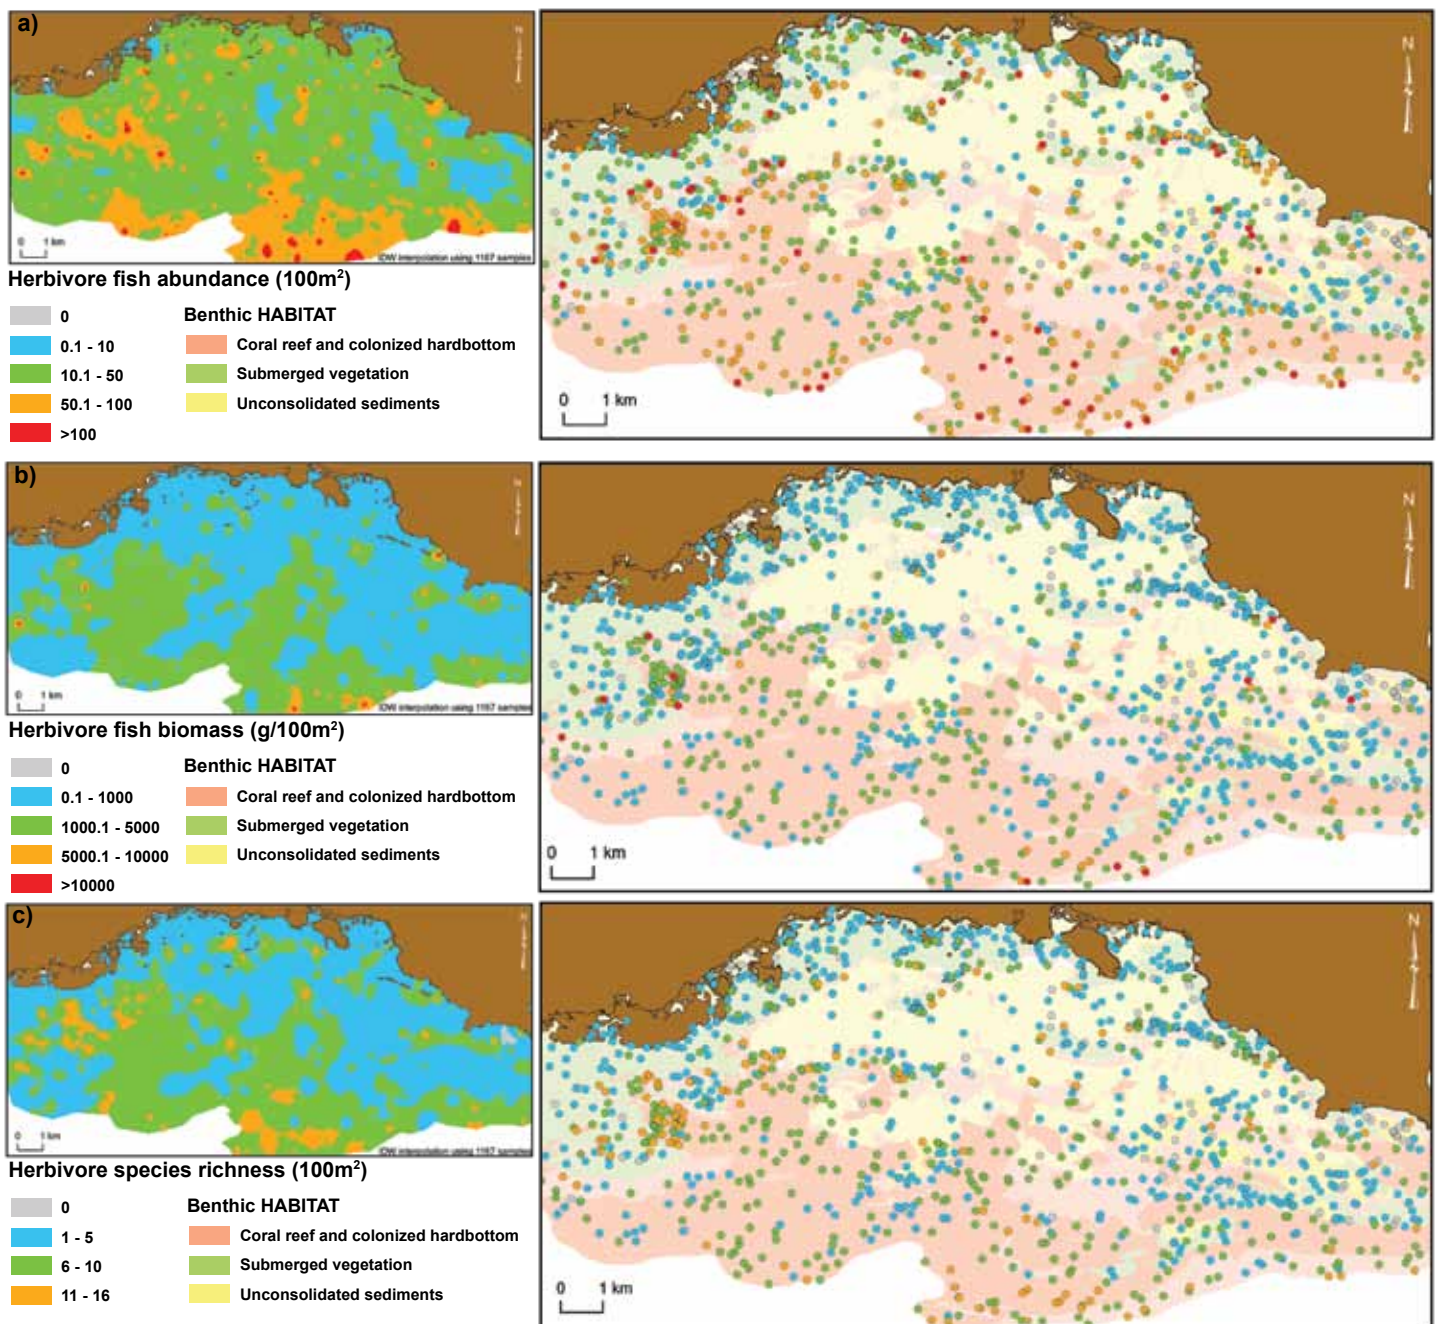 a)
N
N
0 1 km
IDW interpolation using 1167 samples
0 1 km
Herbivore fish abundance (100m²)
0
0.1 - 10
10.1 - 50
50.1 - 100
>100
Benthic HABITAT
Coral reef and colonized hardbottom
Submerged vegetation
Unconsolidated sediments
b)
N
N
0 1 km
IDW interpolation using 1167 samples
0 1 km
Herbivore fish biomass (g/100m²)
0
0.1 - 1000
1000.1 - 5000
5000.1 - 10000
>10000
Benthic HABITAT
Coral reef and colonized hardbottom
Submerged vegetation
Unconsolidated sediments
c)
N
N
0 1 km
IDW interpolation using 1167 samples
0 1 km
Herbivore species richness (100m²)
0
1 - 5
6 - 10
11 - 16
Benthic HABITAT
Coral reef and colonized hardbottom
Submerged vegetation
Unconsolidated sediments